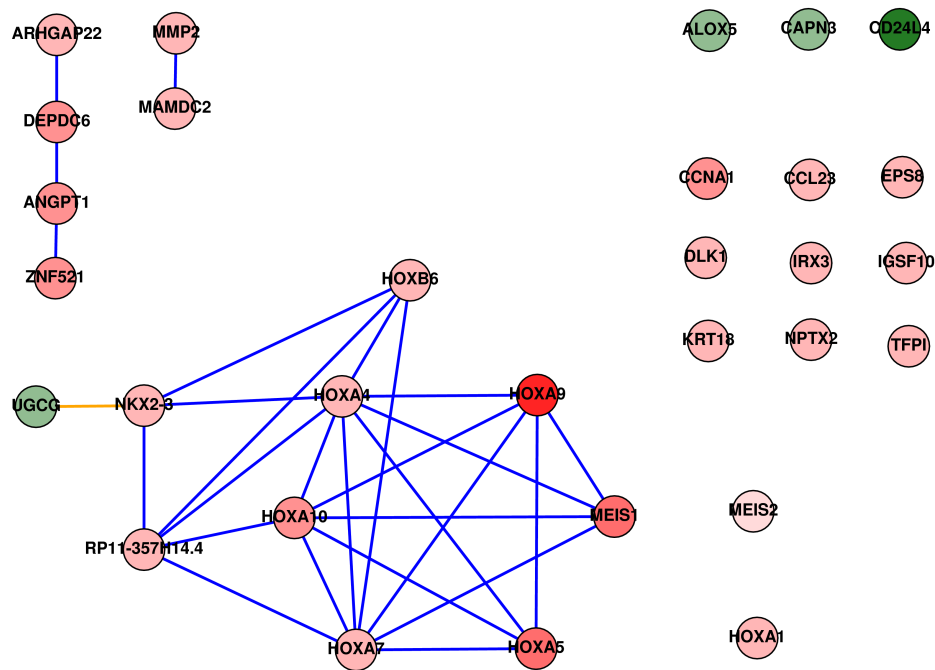 ARHGAP22
MMP2
ALOX5
CAPN3
CD24L4
MAMDC2
DEPDC6
CCNA1
CCL23
EPS8
ANGPT1
DLK1
IRX3
IGSF10
ZNF521
HOXB6
KRT18
NPTX2
TFPI
UGCG
NKX2-3
HOXA4
HOXA9
HOXA10
MEIS1
MEIS2
RP11-357H14.4
HOXA7
HOXA5
HOXA1